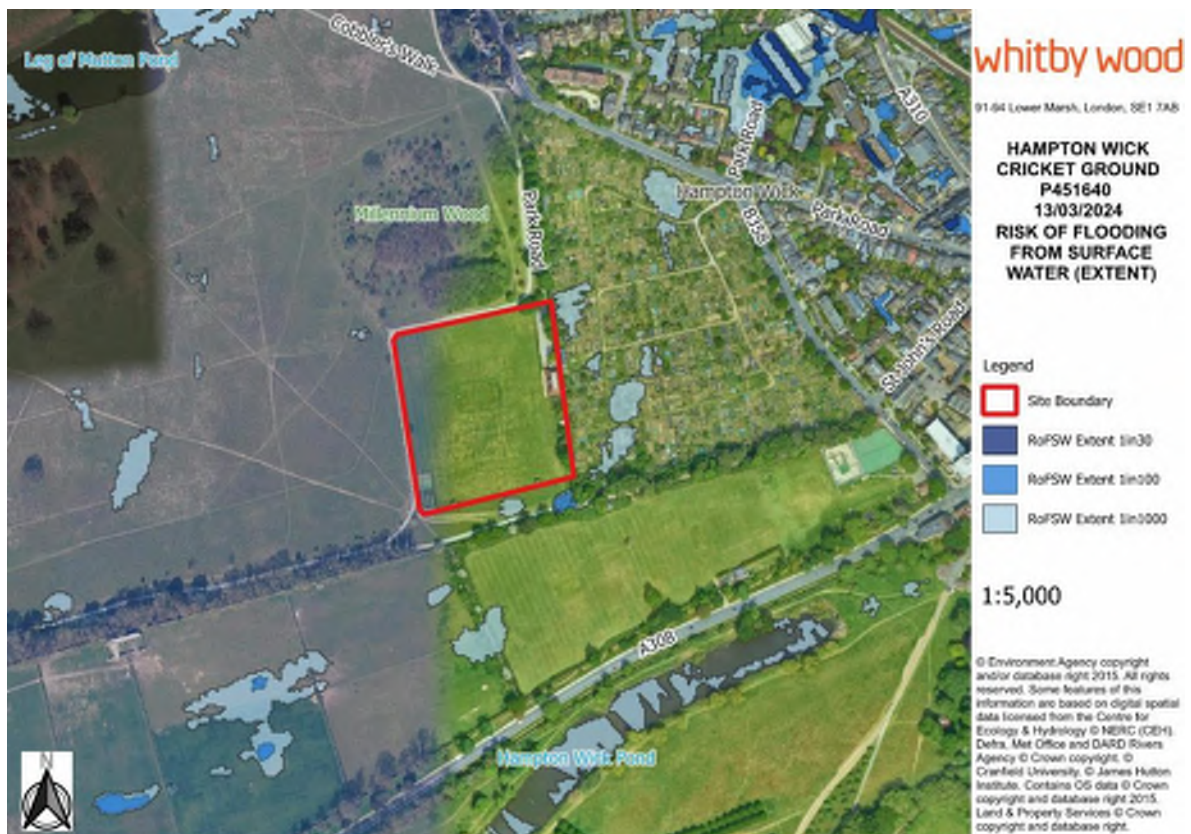 Cobbler's Walk
Leg of Mutton Pond
A310
Park Road
Hampton Wick
Millennium Wood
Park Road
B358
Park Road
St John's Road
A308
Hampton Wick Pond
N
whitby wood
91-94 Lower Marsh, London, SE1 7AB
HAMPTON WICK
CRICKET GROUND
P451640
13/03/2024
RISK OF FLOODING
FROM SURFACE
WATER (EXTENT)
Legend
Site Boundary
RoFSW Extent 1in30
RoFSW Extent 1in100
RoFSW Extent 1in1000
1:5,000
© Environment Agency copyright
and/or database right 2015. All rights
reserved. Some features of this
information are based on digital spatial
data licensed from the Centre for
Ecology & Hydrology © NERC (CEH).
Defra, Met Office and DARD Rivers
Agency © Crown copyright. ©
Cranfield University. © James Hutton
Institute. Contains OS data © Crown
copyright and database right 2015.
Land & Property Services © Crown
copyright and database right.